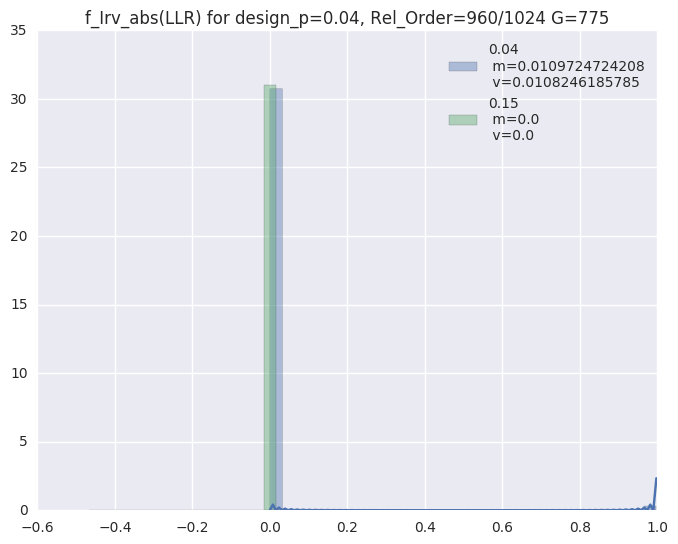 f_Irv_abs(LLR) for design_p=0.04, Rel_Order=960/1024 G=775
35
30
25
20
15
10
5
0
0.04
m=0.0109724724208
v=0.0108246185785
0.15
m=0.0
v=0.0
−0.6 −0.4 −0.2 0.0 0.2 0.4 0.6 0.8 1.0